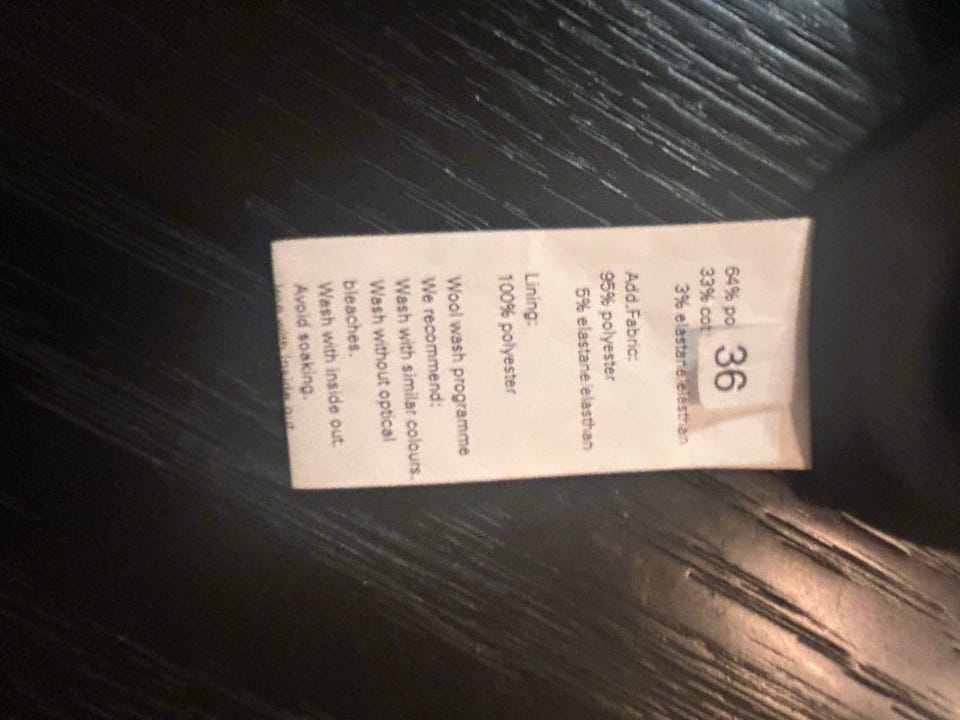 36
64% po
33% cot
3% elastane/elasthan
Add.Fabric:
95% polyester
5% elastane/elasthan
Lining:
100% polyester
Wool wash programme
We recommend:
Wash with similar colours.
Wash without optical
bleaches.
Wash with inside out.
Avoid soaking.